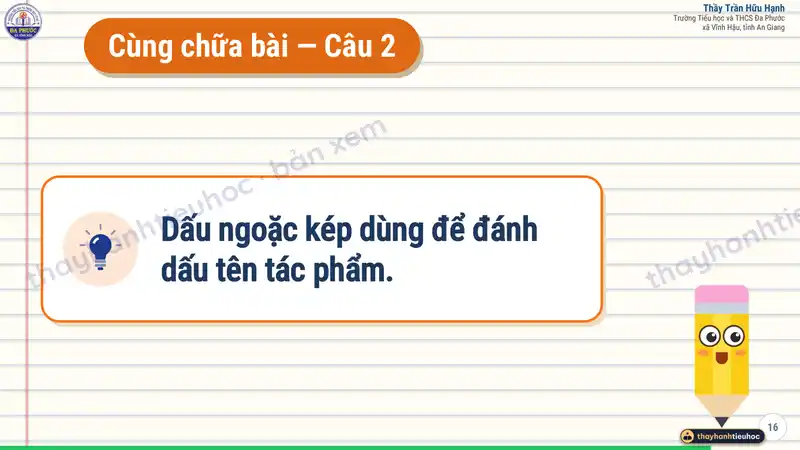 ĐA PHƯỚC
Thầy Trần Hữu Hạnh
Trường Tiểu học và THCS Đa Phước
xã Vĩnh Hậu, tỉnh An Giang
Cùng chữa bài – Câu 2
thayhanhtieuhoc · bản xem
Dấu ngoặc kép dùng để đánh
dấu tên tác phẩm.
thayhanhtie
16
thayhanhtieuhoc